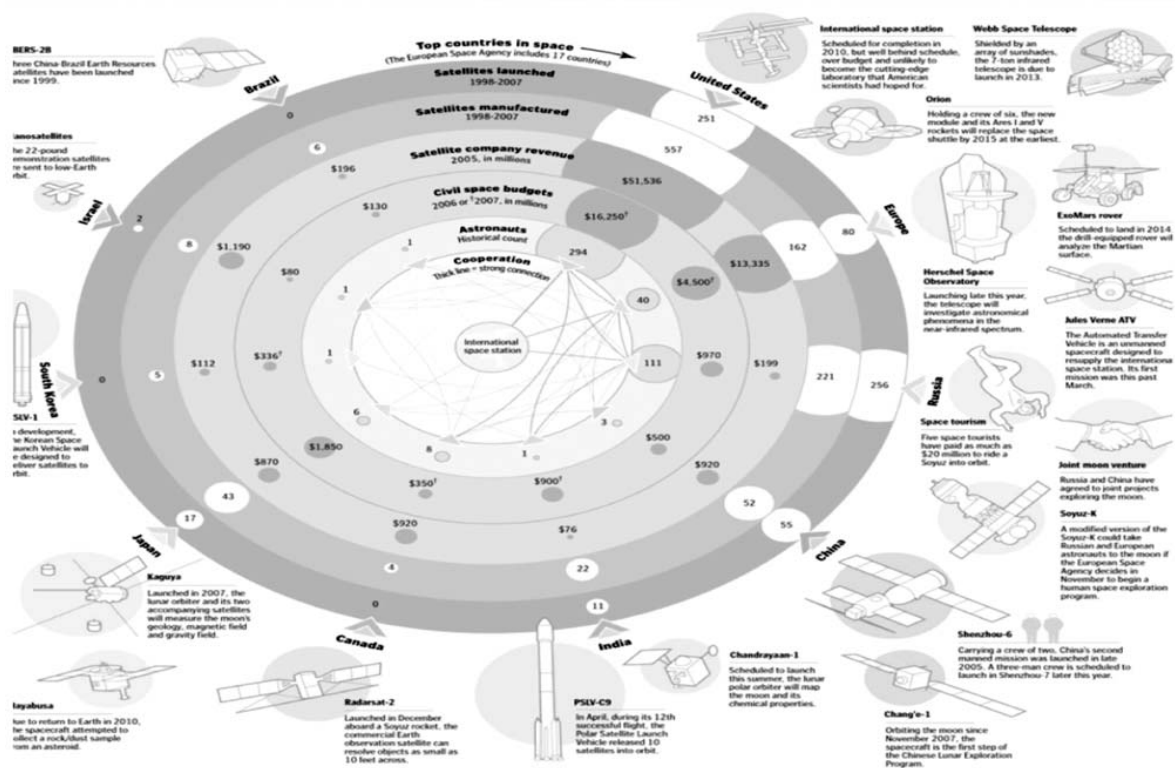 Top countries in space
(The European Space Agency includes 17 countries)
Satellites launched
1998-2007
Satellites manufactured
1998-2007
Satellite company revenue
2005, in millions
Civil space budgets
2006 or †2007, in millions
Astronauts
Historical count
Cooperation
Thick line = strong connection
International
space station
United States
251
557
$51,536
$16,250†
294
Europe
80
162
$13,335
$4,500†
40
Russia
256
221
$199
$970
111
China
55
52
$920
$500
3
India
11
22
$76
$900†
1
Canada
0
4
$920
$350†
8
Japan
17
43
$870
$1,850
6
South Korea
0
5
$112
$336†
1
Israel
2
8
$1,190
$80
1
Brazil
0
6
$196
$130
1
International space station
Scheduled for completion in
2010, but well behind schedule,
over budget and unlikely to
become the cutting-edge
laboratory that American
scientists had hoped for.
Webb Space Telescope
Shielded by an
array of sunshades,
the 7-ton infrared
telescope is due to
launch in 2013.
Orion
Holding a crew of six, the new
module and its Ares I and V
rockets will replace the space
shuttle by 2015 at the earliest.
ExoMars rover
Scheduled to land in 2014
the drill-equipped rover wil
analyze the Martian
surface.
Herschel Space
Observatory
Launching late this year,
the telescope will
investigate astronomical
phenomena in the
near-infrared spectrum.
Jules Verne ATV
The Automated Transfer
Vehicle is an unmanned
spacecraft designed to
resupply the internationa
space station. Its first
mission was this past
March.
Space tourism
Five space tourists
have paid as much as
$20 million to ride a
Soyuz into orbit.
Joint moon venture
Russia and China have
agreed to joint projects
exploring the moon.
Soyuz-K
A modified version of the
Soyuz-K could take
Russian and European
astronauts to the moon if
the European Space
Agency decides in
November to begin a
human space exploration
program.
Shenzhou-6
Carrying a crew of two, China's second
manned mission was launched in late
2005. A three-man crew is scheduled to
launch in Shenzhou-7 later this year.
Chang'e-1
Orbiting the moon since
November 2007, the
spacecraft is the first step of
the Chinese Lunar Exploration
Program.
Chandrayaan-1
Scheduled to launch
this summer, the lunar
polar orbiter will map
the moon and its
chemical properties.
PSLV-C9
In April, during its 12th
successful flight, the
Polar Satellite Launch
Vehicle released 10
satellites into orbit.
Radarsat-2
Launched in December
aboard a Soyuz rocket, the
commercial Earth
observation satellite can
resolve objects as small as
10 feet across.
Kaguya
Launched in 2007, the
lunar orbiter and its two
accompanying satellites
will measure the moon's
geology, magnetic field
and gravity field.
layabusa
ue to return to Earth in 2010,
he spacecraft attempted to
ollect a rock/dust sample
rom an asteroid.
SLV-1
development,
e Korean Space
aunch Vehicle will
e designed to
eliver satellites to
rbit.
anosatellites
he 22-pound
emonstration satellites
re sent to low-Earth
rbit.
BERS-2B
hree China-Brazil Earth Resources
atellites have been launched
nce 1999.